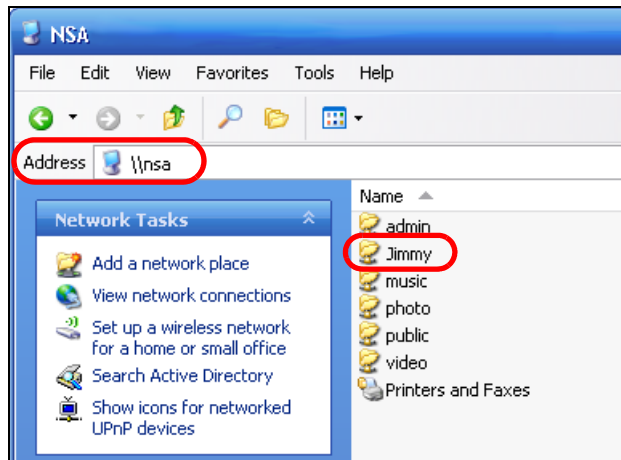 NSA
File Edit View Favorites Tools Help
Address \\nsa
Network Tasks
Add a network place
View network connections
Set up a wireless network
for a home or small office
Search Active Directory
Show icons for networked
UPnP devices
Name
admin
Jimmy
music
photo
public
video
Printers and Faxes